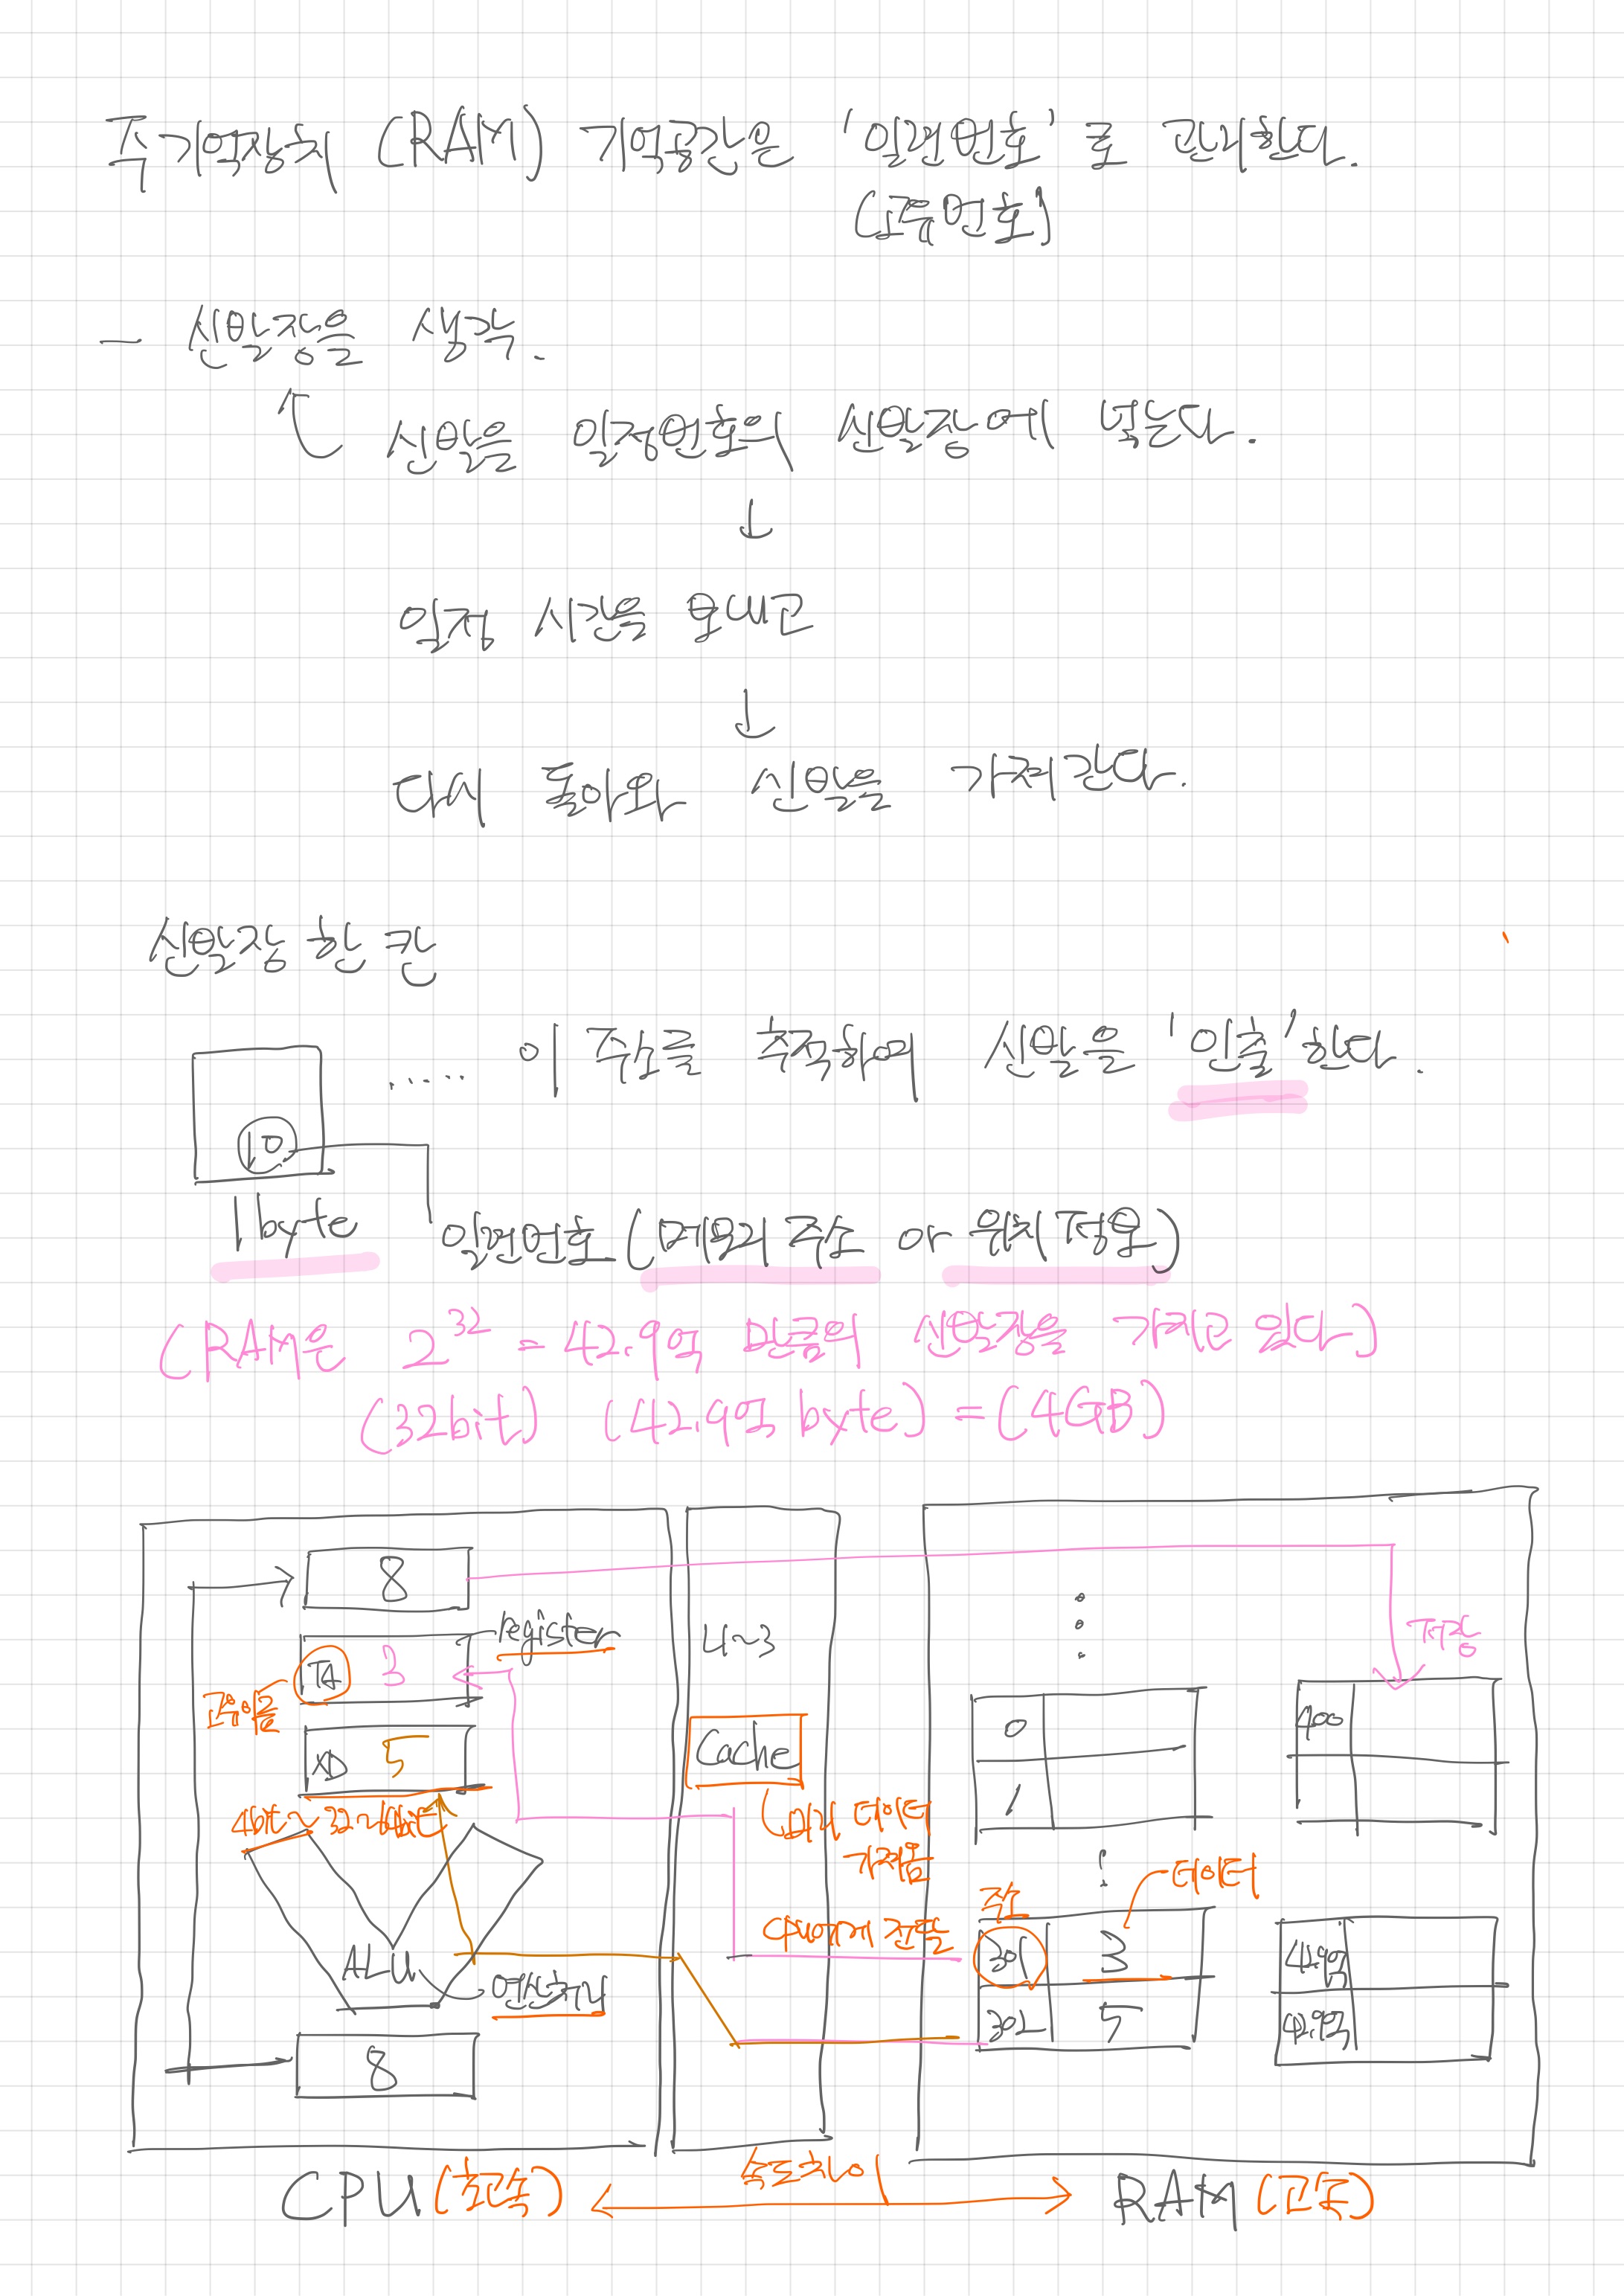 주기억장치 (RAM) 기억공간은 '일련번호'로 관리한다.
(고유번호)
- 신발장을 생각.
신발을 일정번호의 신발장에 넣는다.
일정 시간을 보내고
다시 돌아와 신발을 가져간다.
신발장 한 칸
..... 이 주소를 추적하여 신발을 '인출'한다.
10
1byte
일련번호 (메모리 주소 or 위치정보)
(RAM은 2^32 = 42.9억 만큼의 신발장을 가지고 있다)
(32bit) (42.9억 byte) = (4GB)
8
register
3
고유이름
XD 5
4bit ~ 32 ~ 64bit
ALU
연산처리
8
L1~3
Cache
미리 데이터
가져옴
CPU에게 전달
저장
0
1
400
주소
데이터
301 3
302 5
42.9억
42.9억
CPU (초고속)
속도차이
RAM (고속)